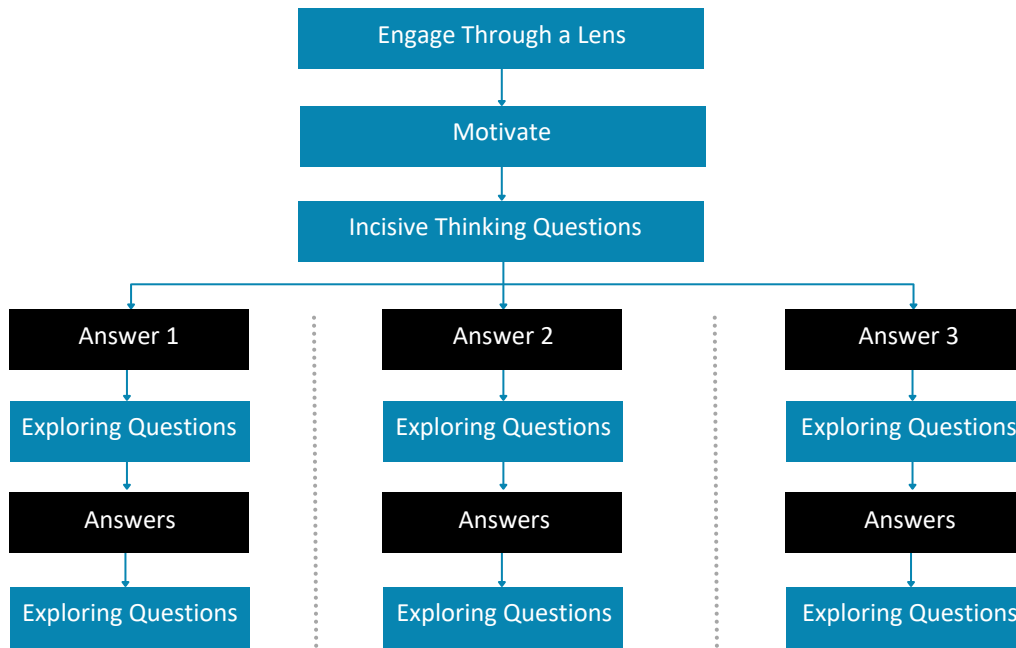 Engage Through a Lens
Motivate
Incisive Thinking Questions
Answer 1
Answer 2
Answer 3
Exploring Questions
Exploring Questions
Exploring Questions
Answers
Answers
Answers
Exploring Questions
Exploring Questions
Exploring Questions